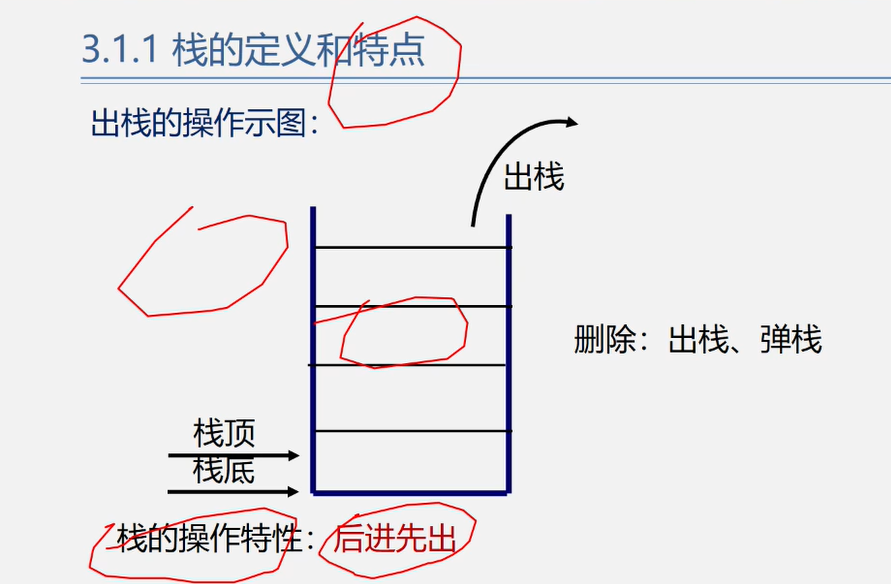 3.1.1 栈的定义和特点
出栈的操作示图：
出栈
删除：出栈、弹栈
栈顶
栈底
栈的操作特性：后进先出